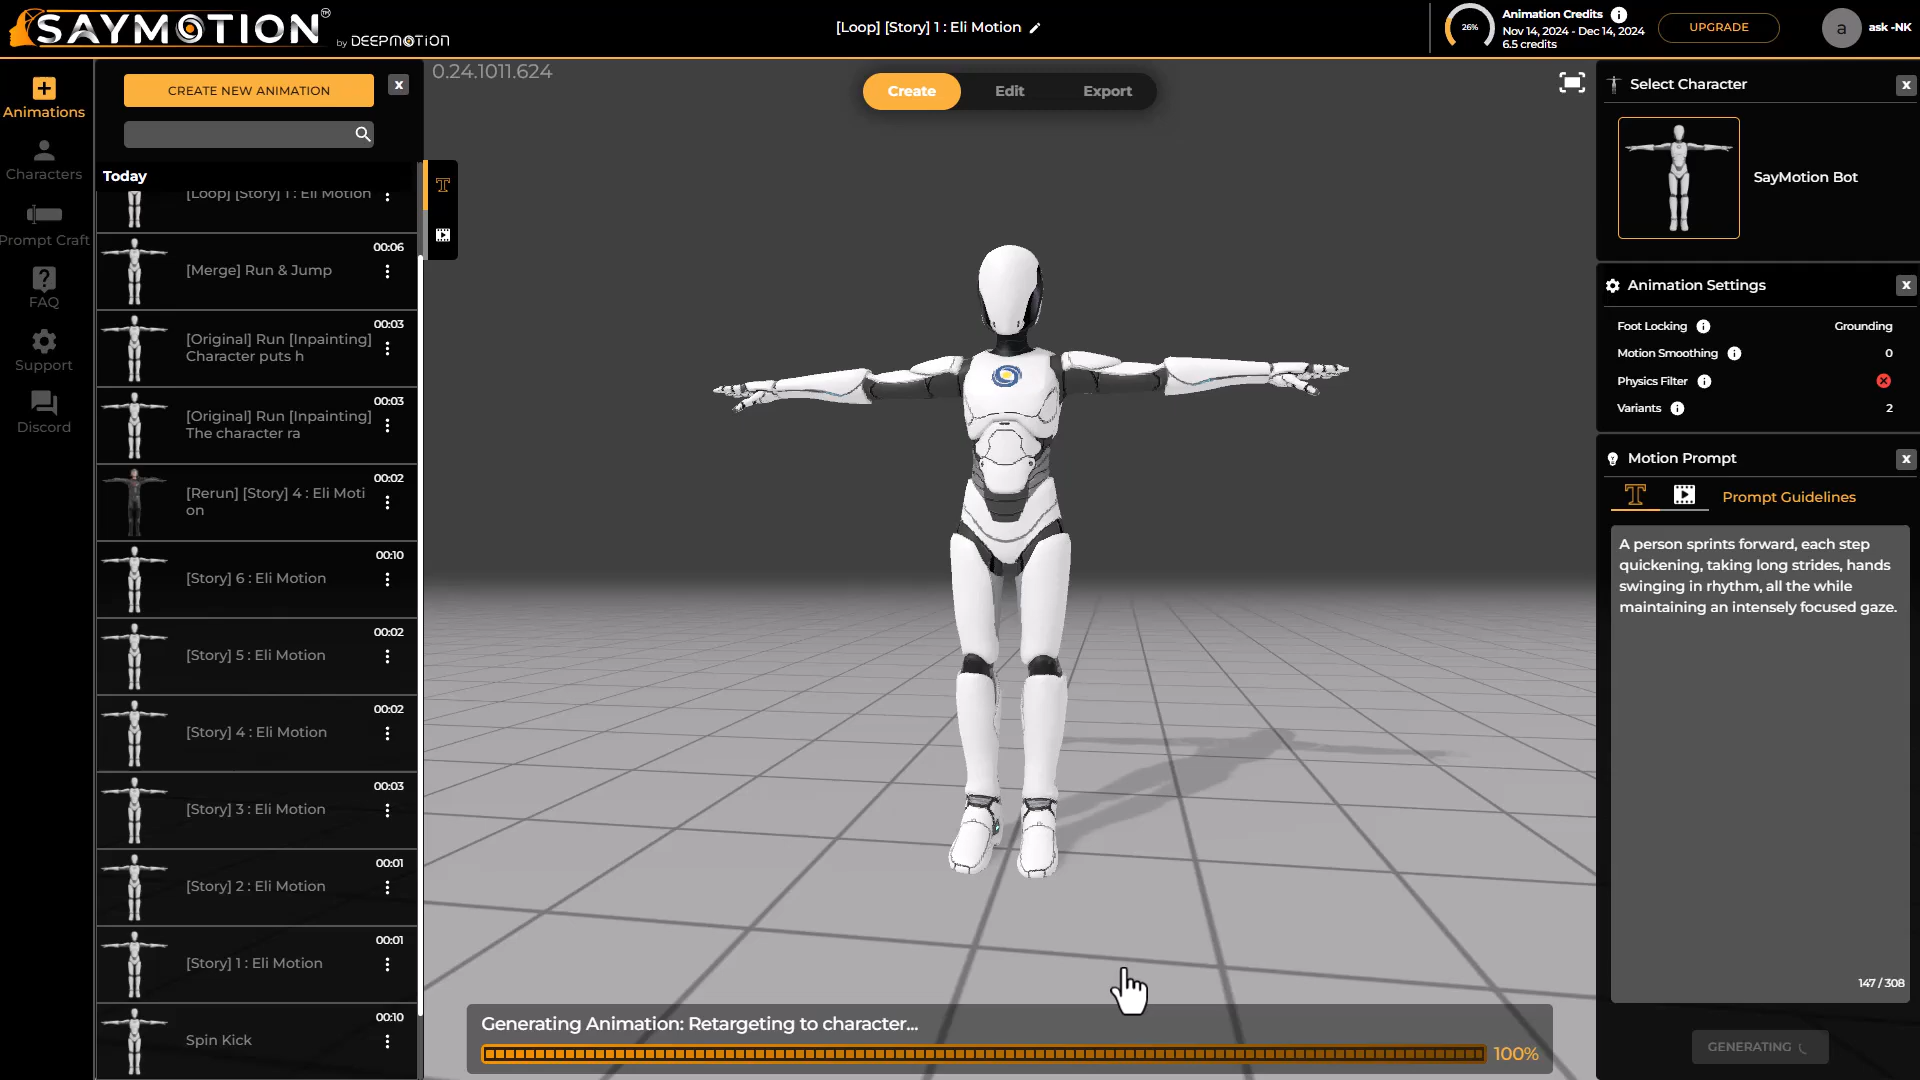 SAYMOTION™
by DEEPMOTION
[Loop] [Story] 1 : Eli Motion
26%
Animation Credits
Nov 14, 2024 - Dec 14, 2024
6.5 credits
UPGRADE
a
ask -NK
Animations
Characters
Prompt Craft
FAQ
Support
Discord
CREATE NEW ANIMATION
x
Today
[Loop] [Story] 1 : Eli Motion
00:06
[Merge] Run & Jump
00:03
[Original] Run [Inpainting]
Character puts h
00:03
[Original] Run [Inpainting]
The character ra
00:02
[Rerun] [Story] 4 : Eli Moti
on
00:10
[Story] 6 : Eli Motion
00:02
[Story] 5 : Eli Motion
00:02
[Story] 4 : Eli Motion
00:03
[Story] 3 : Eli Motion
00:01
[Story] 2 : Eli Motion
00:01
[Story] 1 : Eli Motion
00:10
Spin Kick
0.24.1011.624
Create
Edit
Export
T
Generating Animation: Retargeting to character...
100%
Select Character
x
SayMotion Bot
Animation Settings
x
Foot Locking
Grounding
Motion Smoothing
0
Physics Filter
Variants
2
Motion Prompt
x
T
Prompt Guidelines
A person sprints forward, each step
quickening, taking long strides, hands
swinging in rhythm, all the while
maintaining an intensely focused gaze.
147 / 308
GENERATING